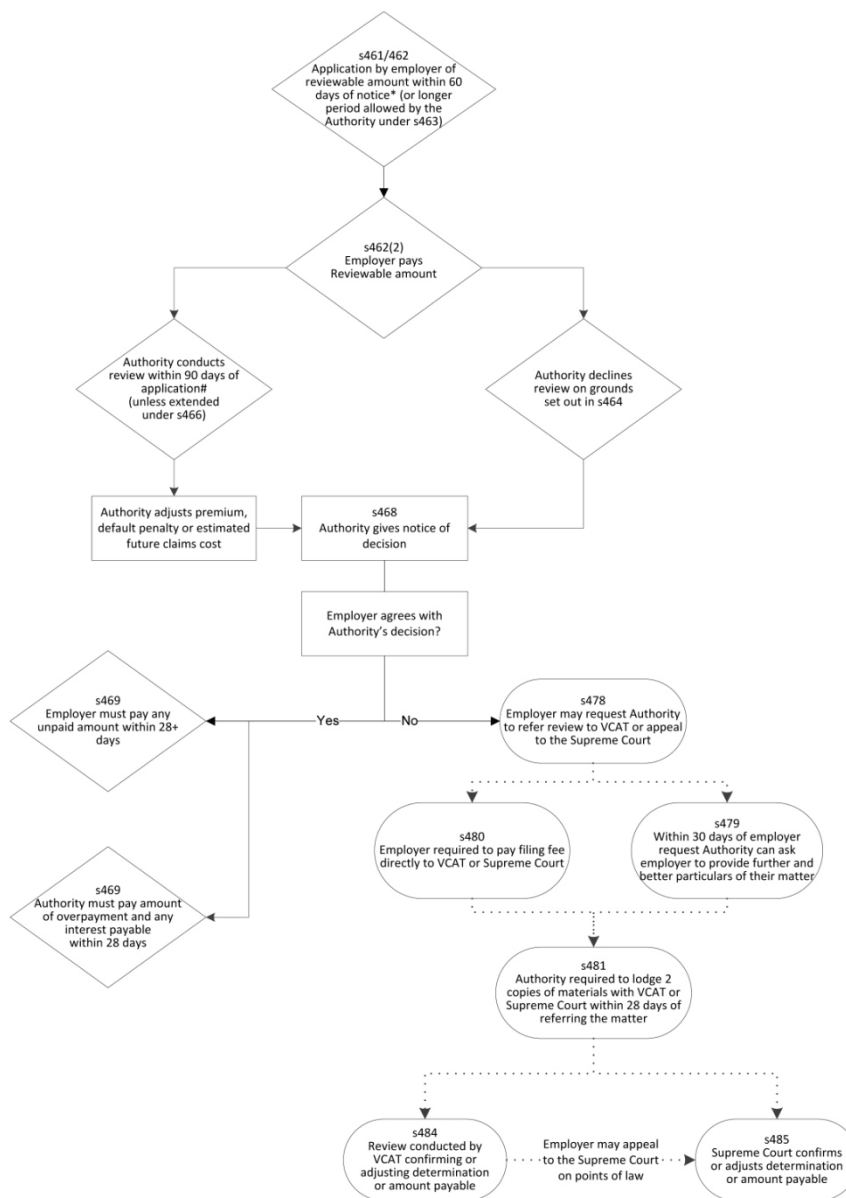 s461/462
Application by employer of
reviewable amount within 60
days of notice* (or longer
period allowed by the
Authority under s463)
s462(2)
Employer pays
Reviewable amount
Authority conducts
review within 90 days of
application#
(unless extended
under s466)
Authority declines
review on grounds
set out in s464
Authority adjusts premium,
default penalty or estimated
future claims cost
s468
Authority gives notice of
decision
Employer agrees with
Authority's decision?
s469
Employer must pay any
unpaid amount within 28+
days
Yes
No
s478
Employer may request Authority
to refer review to VCAT or appeal
to the Supreme Court
s480
Employer required to pay filing fee
directly to VCAT or Supreme Court
s479
Within 30 days of employer
request Authority can ask
employer to provide further and
better particulars of their matter
s469
Authority must pay amount
of overpayment and any
interest payable
within 28 days
s481
Authority required to lodge 2
copies of materials with VCAT or
Supreme Court within 28 days of
referring the matter
s484
Review conducted by
VCAT confirming or
adjusting determination
or amount payable
Employer may appeal
to the Supreme Court
on points of law
s485
Supreme Court confirms
or adjusts determination
or amount payable